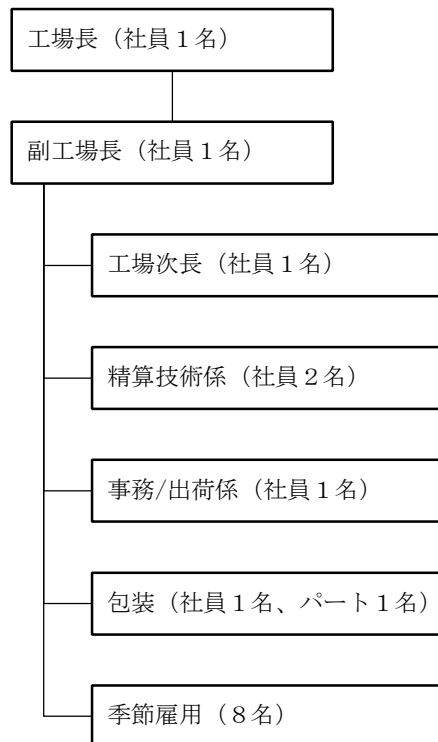 工場長（社員１名）
副工場長（社員１名）
工場次長（社員１名）
精算技術係（社員２名）
事務/出荷係（社員１名）
包装（社員１名、パート１名）
季節雇用（８名）